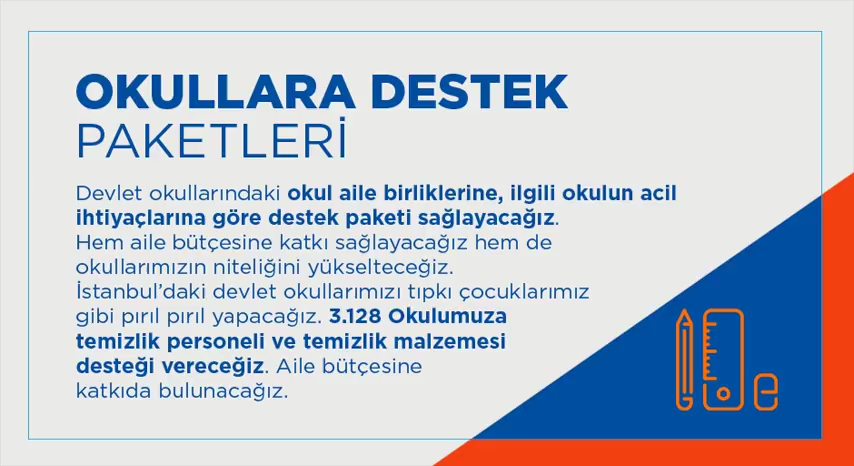 OKULLARA DESTEK
PAKETLERİ
Devlet okullarındaki okul aile birliklerine, ilgili okulun acil
ihtiyaçlarına göre destek paketi sağlayacağız.
Hem aile bütçesine katkı sağlayacağız hem de
okullarımızın niteliğini yükselteceğiz.
İstanbul'daki devlet okullarımızı tıpkı çocuklarımız
gibi pırıl pırıl yapacağız. 3.128 Okulumuza
temizlik personeli ve temizlik malzemesi
desteği vereceğiz. Aile bütçesine
katkıda bulunacağız.